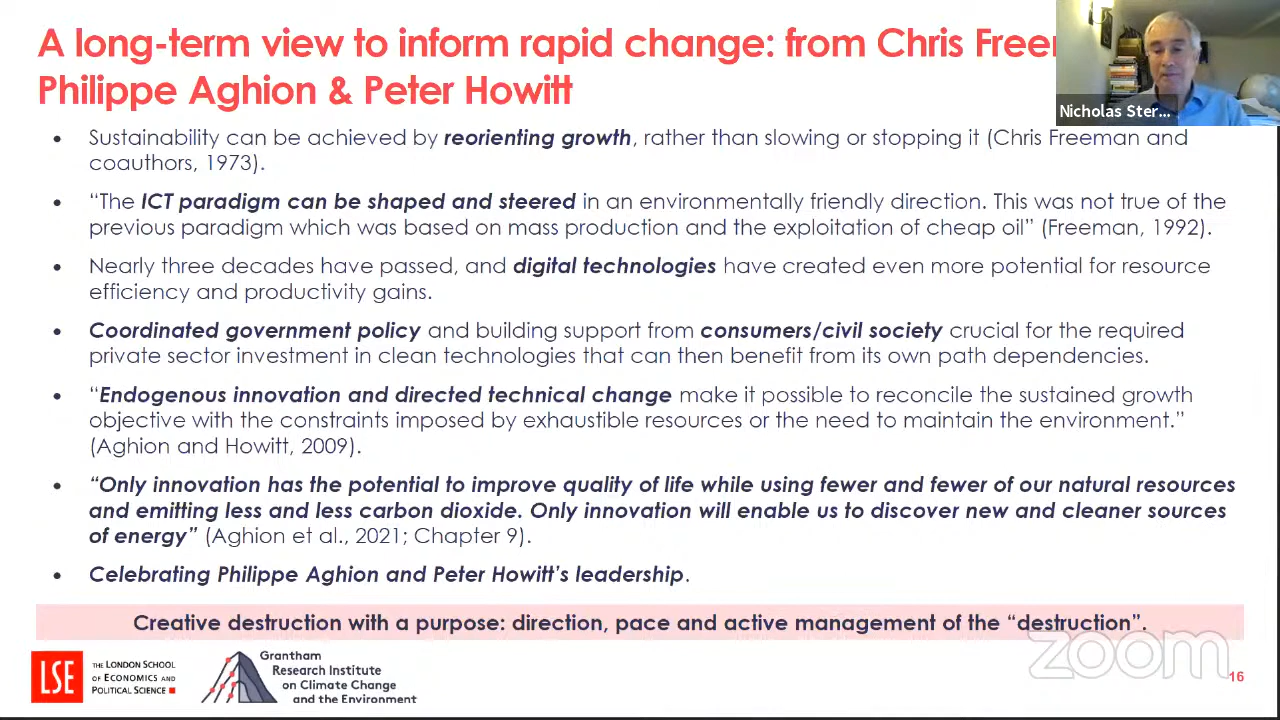 A long-term view to inform rapid change: from Chris
Philippe Aghion & Peter Howitt
Nicholas Ster...
• Sustainability can be achieved by reorienting growth, rather than slowing or stopping it (Chris Freeman and
coauthors, 1973).
• “The ICT paradigm can be shaped and steered in an environmentally friendly direction. This was not true of the
previous paradigm which was based on mass production and the exploitation of cheap oil” (Freeman, 1992).
• Nearly three decades have passed, and digital technologies have created even more potential for resource
efficiency and productivity gains.
• Coordinated government policy and building support from consumers/civil society crucial for the required
private sector investment in clean technologies that can then benefit from its own path dependencies.
• “Endogenous innovation and directed technical change make it possible to reconcile the sustained growth
objective with the constraints imposed by exhaustible resources or the need to maintain the environment.”
(Aghion and Howitt, 2009).
• “Only innovation has the potential to improve quality of life while using fewer and fewer of our natural resources
and emitting less and less carbon dioxide. Only innovation will enable us to discover new and cleaner sources
of energy” (Aghion et al., 2021; Chapter 9).
• Celebrating Philippe Aghion and Peter Howitt’s leadership.
Creative destruction with a purpose: direction, pace and active management of the “destruction”.
zoom
LSE
THE LONDON SCHOOL
OF ECONOMICS AND
POLITICAL SCIENCE
Grantham
Research Institute
on Climate Change
and the Environment
16